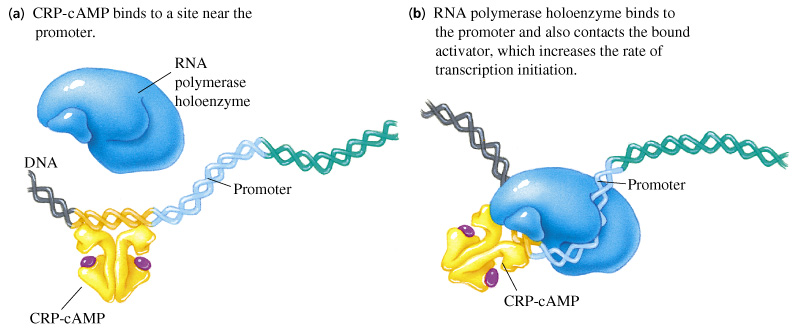 (a) CRP-cAMP binds to a site near the
promoter.
RNA
polymerase
holoenzyme
DNA
Promoter
CRP-cAMP
(b) RNA polymerase holoenzyme binds to
the promoter and also contacts the bound
activator, which increases the rate of
transcription initiation.
Promoter
CRP-cAMP